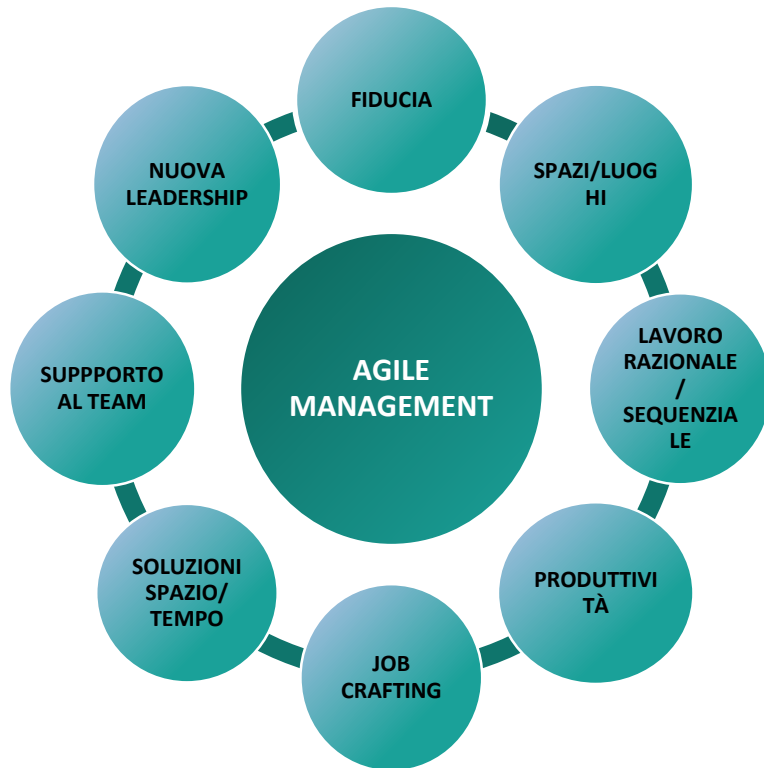 FIDUCIA
SPAZI/LUOG
HI
LAVORO
RAZIONALE
/
SEQUENZIA
LE
PRODUTTIVI
TÀ
JOB
CRAFTING
SOLUZIONI
SPAZIO/
TEMPO
SUPPPORTO
AL TEAM
NUOVA
LEADERSHIP
AGILE
MANAGEMENT